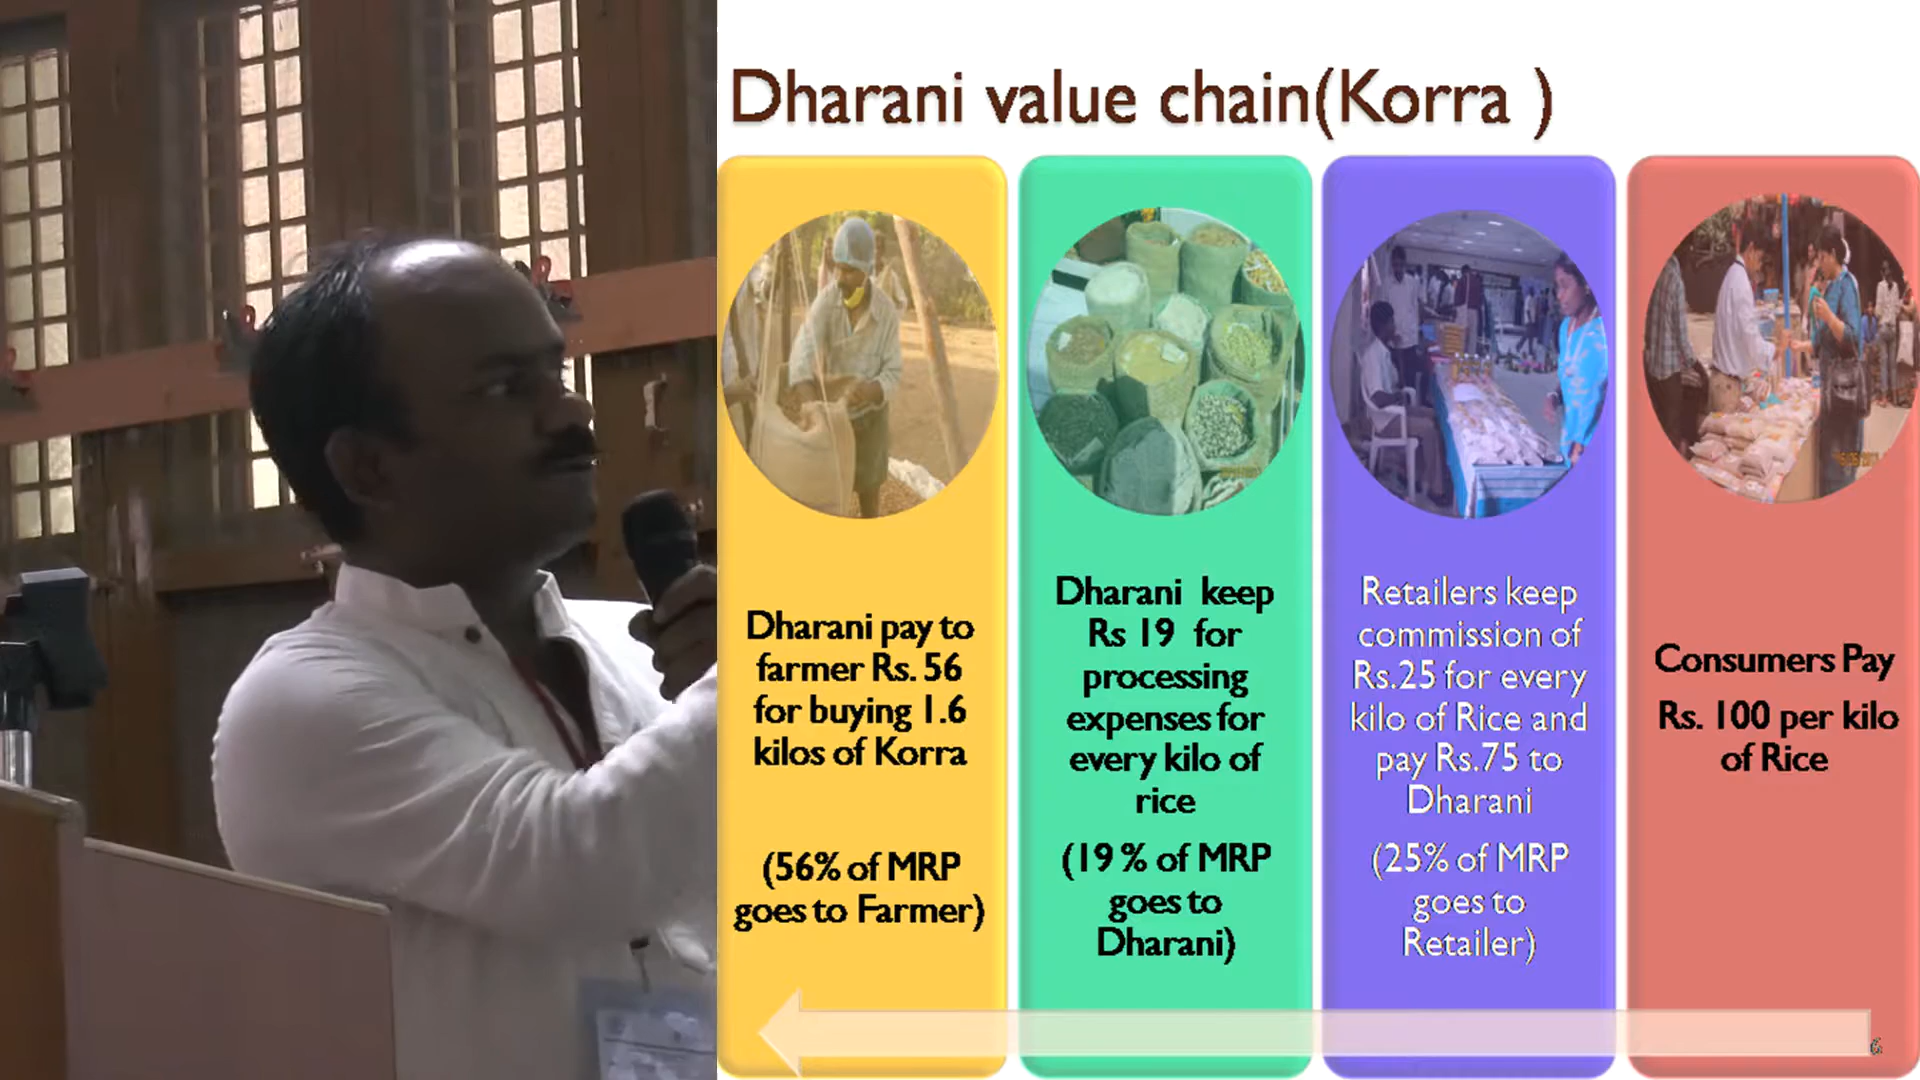 Dharani value chain(Korra )
Dharani pay to
farmer Rs. 56
for buying 1.6
kilos of Korra
(56% of MRP
goes to Farmer)
Dharani keep
Rs 19 for
processing
expenses for
every kilo of
rice
(19 % of MRP
goes to
Dharani)
Retailers keep
commission of
Rs.25 for every
kilo of Rice and
pay Rs.75 to
Dharani
(25% of MRP
goes to
Retailer)
Consumers Pay
Rs. 100 per kilo
of Rice
6